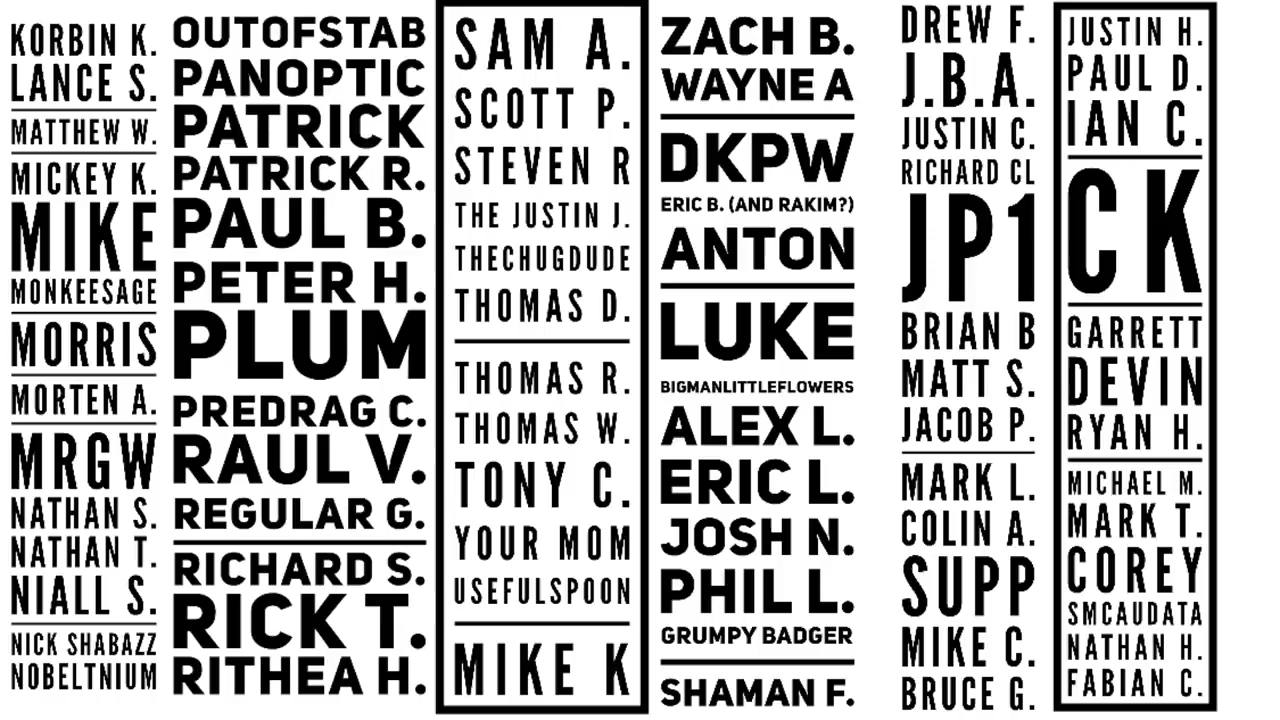 KORBIN K.
LANCE S.
MATTHEW W.
MICKEY K.
MIKE
MONKEESAGE
MORRIS
MORTEN A.
MRGW
NATHAN S.
NATHAN T.
NIALL S.
NICK SHABAZZ
NOBELTNIUM
OUTOFSTAB
PANOPTIC
PATRICK
PATRICK R.
PAUL B.
PETER H.
PLUM
PREDRAG C.
RAUL V.
REGULAR G.
RICHARD S.
RICK T.
RITHEA H.
SAM A.
SCOTT P.
STEVEN R
THE JUSTIN J.
THECHUGDUDE
THOMAS D.
THOMAS R.
THOMAS W.
TONY C.
YOUR MOM
USEFULSPOON
MIKE K
ZACH B.
WAYNE A
DKPW
ERIC B. (AND RAKIM?)
ANTON
LUKE
BIGMANLITTLEFLOWERS
ALEX L.
ERIC L.
JOSH N.
PHIL L.
GRUMPY BADGER
SHAMAN F.
DREW F.
J.B.A.
JUSTIN C.
RICHARD CL
JP1
BRIAN B
MATT S.
JACOB P.
MARK L.
COLIN A.
SUPP
MIKE C.
BRUCE G.
JUSTIN H.
PAUL D.
IAN C.
CK
GARRETT
DEVIN
RYAN H.
MICHAEL M.
MARK T.
COREY
SMCAUDATA
NATHAN H.
FABIAN C.